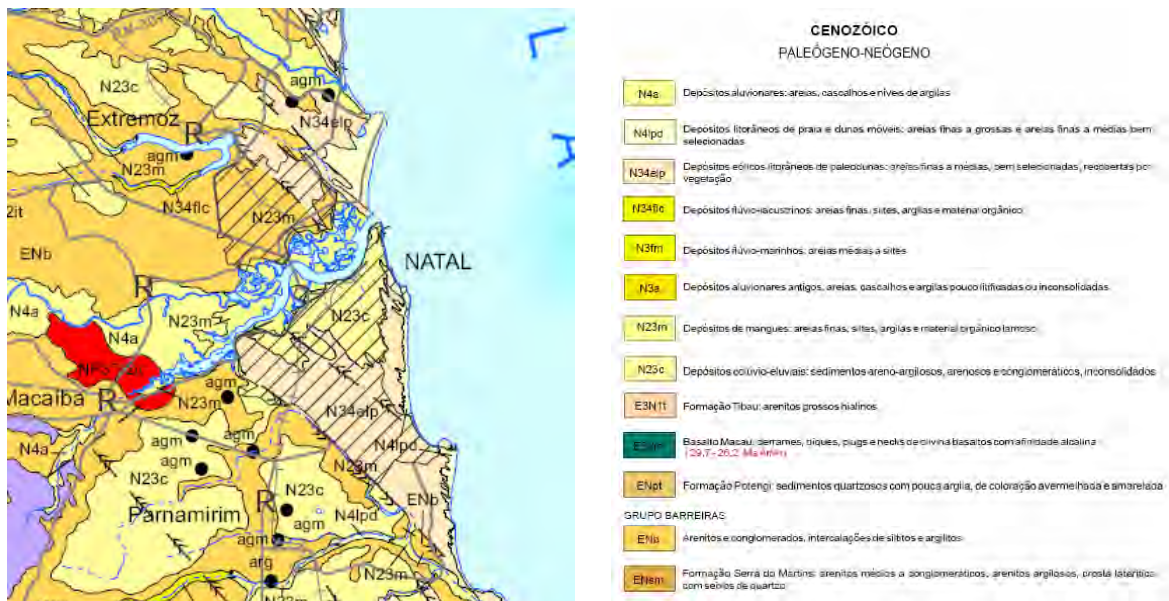 agm
N23c
agm
Extremoz
R
N34elp
agm
N23m
N34flc
N23m
ENb
NATAL
R
N4a
N23m
N23c
N4a
Macaíba
R
N23m
agm
N34elp
agm
agm
N4a
agm
N4lpd
N23c
N23m
R
N23c
ENb
Parnamirim
agm
N4lpd
agm
arg
N23m
CENOZÓICO
PALEÓGENO-NEÓGENO
N4a
Depósitos aluvionares: areias, cascalhos e níveis de argilas
N4lpd
Depósitos litorâneos de praia e dunas móveis: areias finas a grossas e areias finas a médias bem
selecionadas
N34elp
Depósitos eólicos litorâneos de paleodunas: areias finas a médias, bem selecionadas, recobertas por
vegetação
N34flc
Depósitos flúvio-lacustrinos: areias finas, siltes, argilas e material orgânico
N3fm
Depósitos flúvio-marinhos: areias médias a siltes
N3a
Depósitos aluvionares antigos, areias, cascalhos e argilas pouco litificadas ou inconsolidadas
N23m
Depósitos de mangues: areias finas, siltes, argilas e material orgânico lamoso
N23c
Depósitos colúvio-eluviais: sedimentos areno-argilosos, arenosos e conglomeráticos, inconsolidados
E3N1t
Formação Tibau: arenitos grossos hialinos
Basalto Macau: derrames, diques, plugs e necks de olivina basaltos com afinidade alcalina
ENpt
Formação Potengi: sedimentos quartzosos com pouca argila, de coloração avermelhada e amarelada
GRUPO BARREIRAS
ENb
Arenitos e conglomerados, intercalações de siltitos e argilitos
ENsm
Formação Serra do Martins: arenitos médios a conglomeráticos, arenitos argilosos, crosta laterítica
com seixos de quartzo